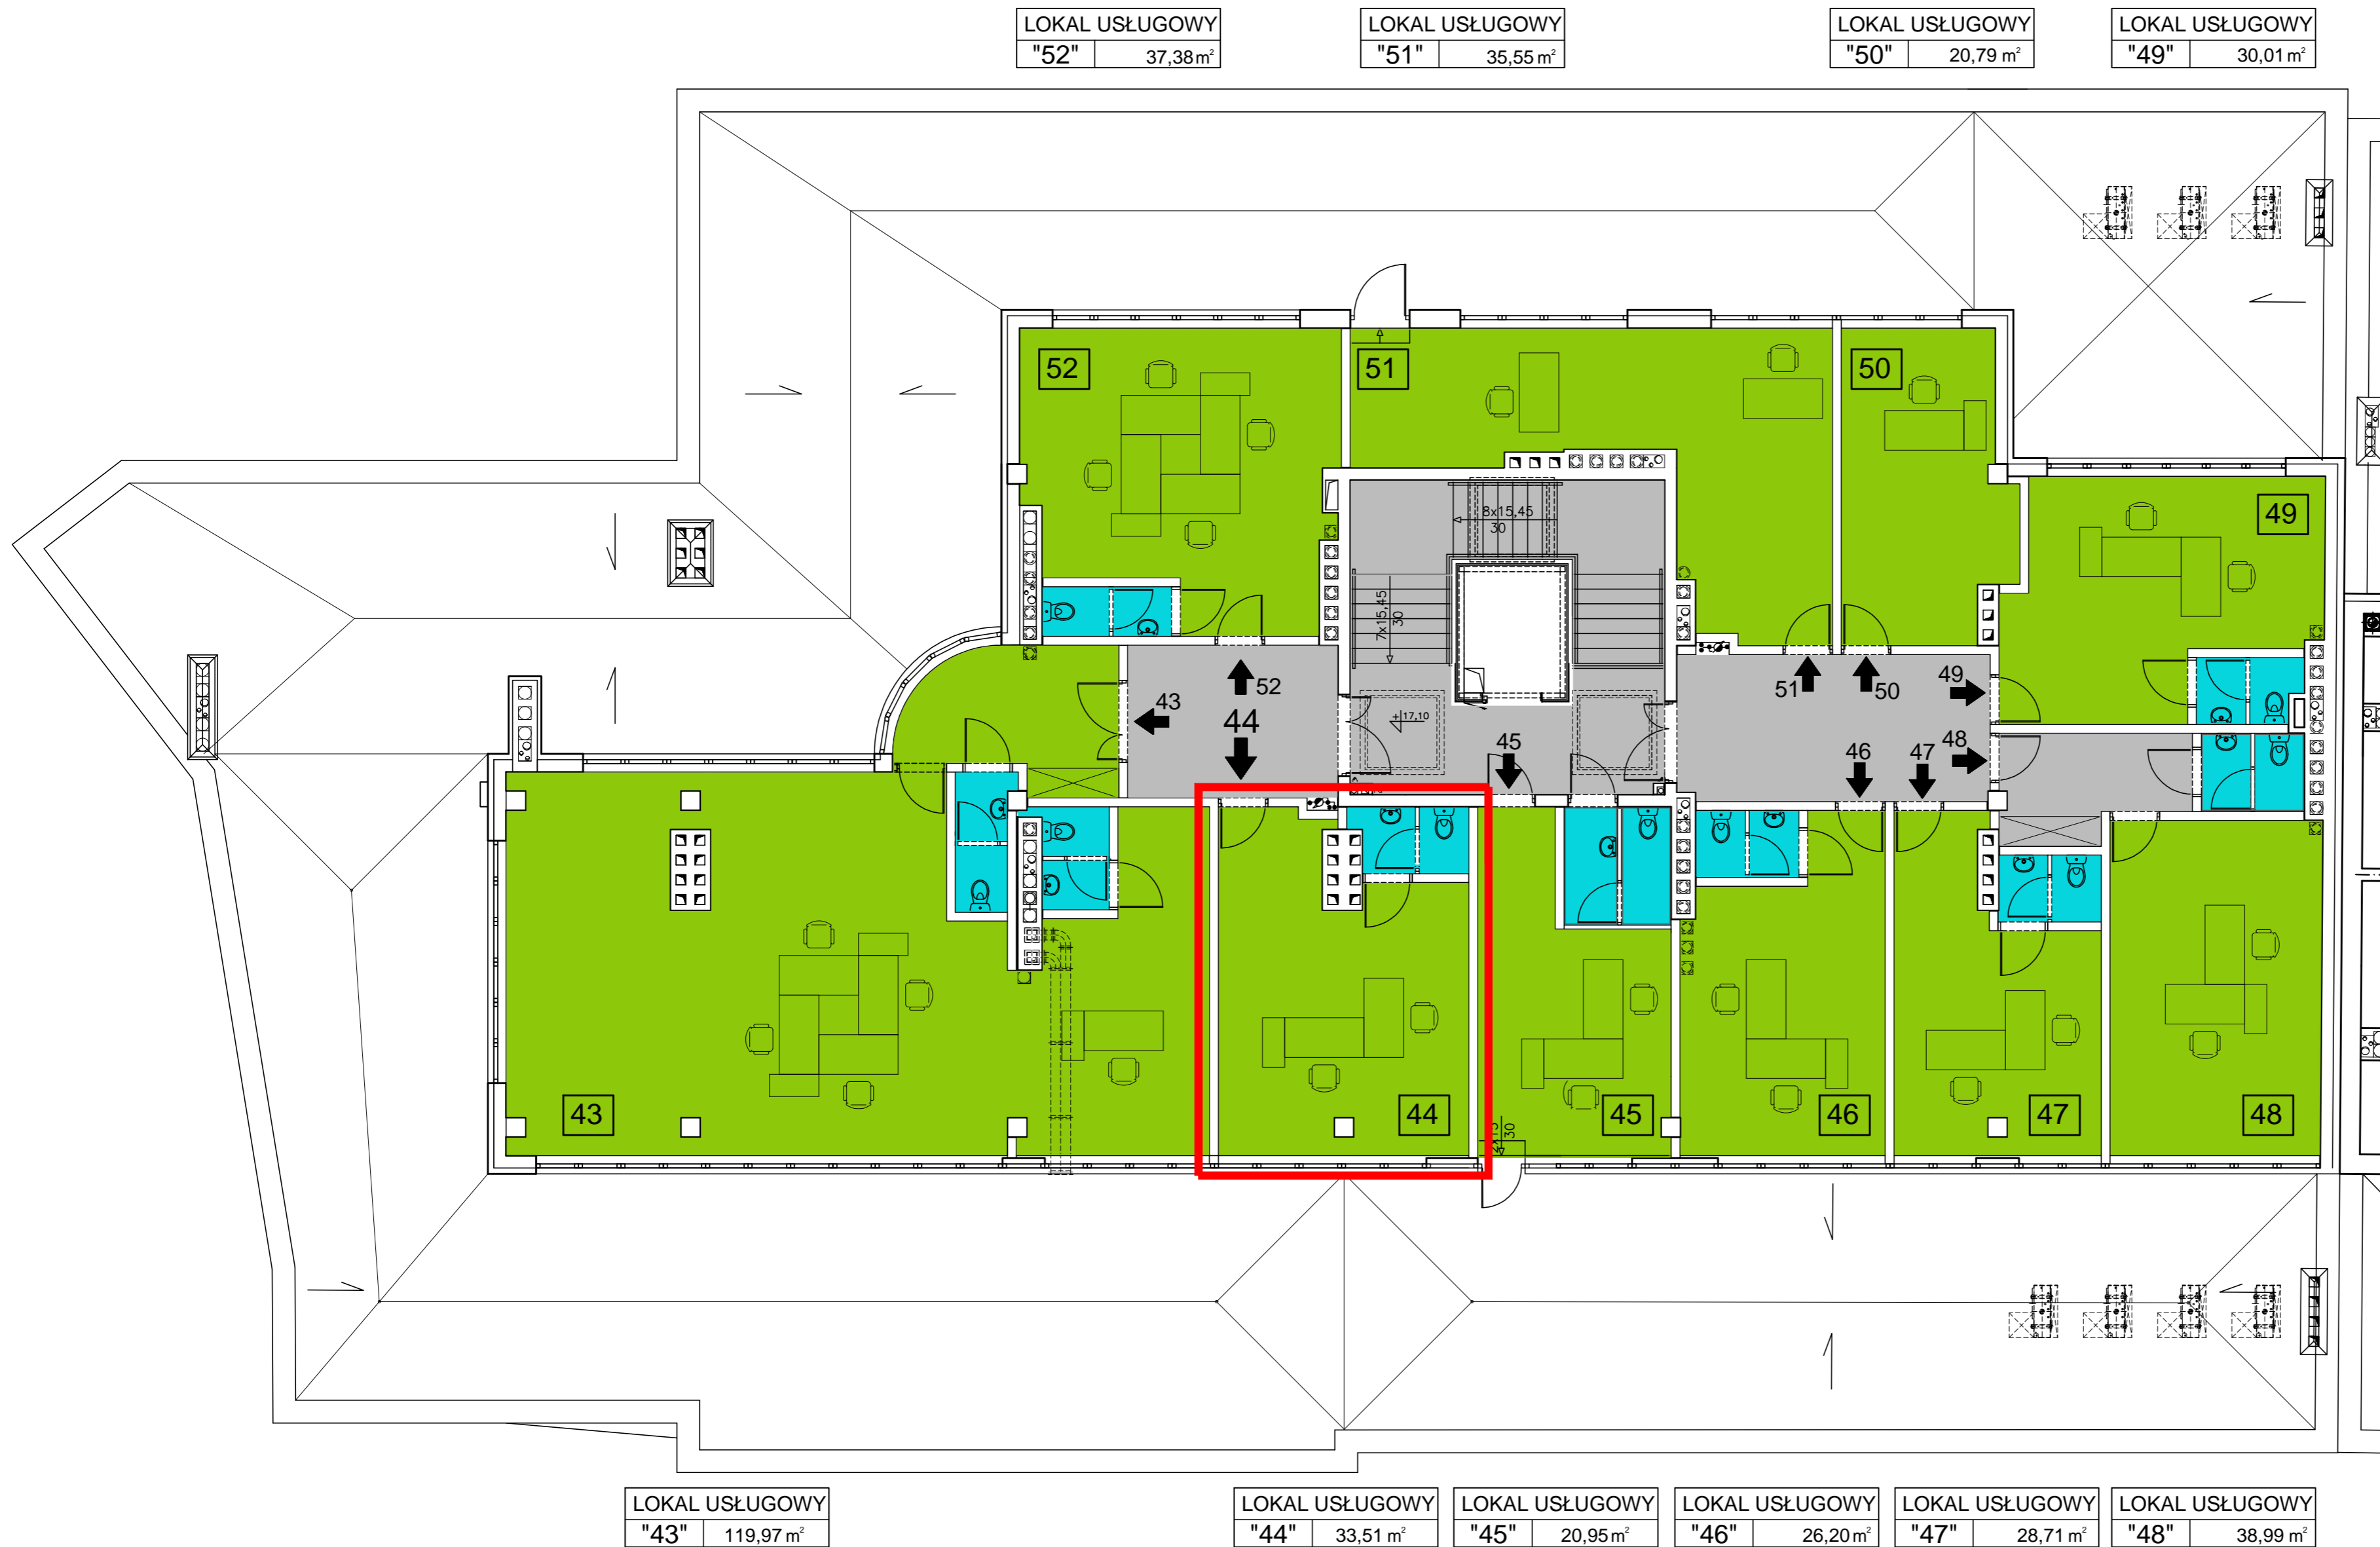 LOKAL USŁUGOWY
"52" 37,38 m²
LOKAL USŁUGOWY
"51" 35,55 m²
LOKAL USŁUGOWY
"50" 20,79 m²
LOKAL USŁUGOWY
"49" 30,01 m²
52
51
50
49
8x15,45
30
7x15,45
30
+17,10
43
52
44
45
51
50
49
48
46
47
43
44
45
46
47
48
30
LOKAL USŁUGOWY
"43" 119,97 m²
LOKAL USŁUGOWY
"44" 33,51 m²
LOKAL USŁUGOWY
"45" 20,95 m²
LOKAL USŁUGOWY
"46" 26,20 m²
LOKAL USŁUGOWY
"47" 28,71 m²
LOKAL USŁUGOWY
"48" 38,99 m²